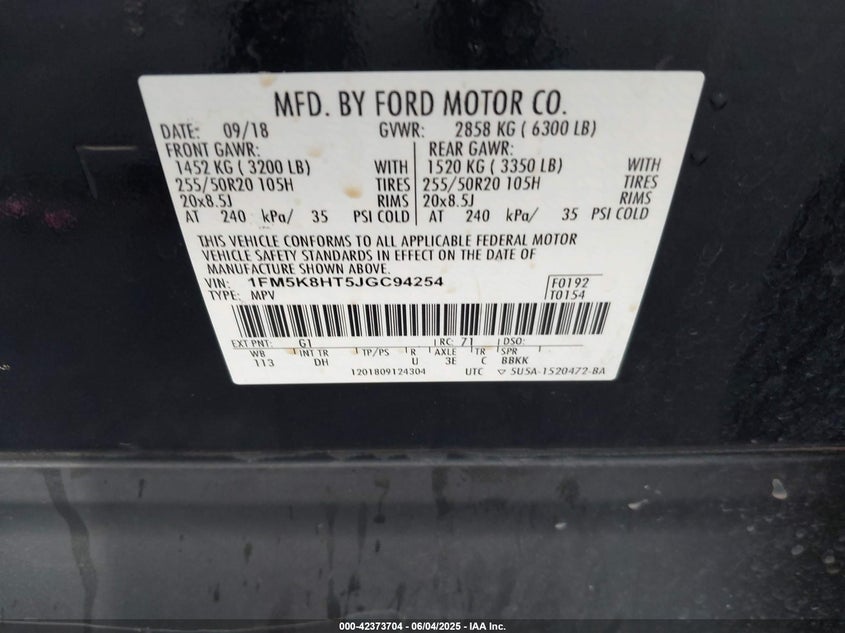 MFD. BY FORD MOTOR CO.
DATE: 09/18 GVWR: 2858 KG ( 6300 LB)
FRONT GAWR: REAR GAWR:
1452 KG ( 3200 LB) WITH 1520 KG ( 3350 LB) WITH
255/50R20 105H TIRES 255/50R20 105H TIRES
20x8.5J RIMS 20x8.5J RIMS
AT 240 kPa/ 35 PSI COLD AT 240 kPa/ 35 PSI COLD
THIS VEHICLE CONFORMS TO ALL APPLICABLE FEDERAL MOTOR
VEHICLE SAFETY STANDARDS IN EFFECT ON THE DATE OF
MANUFACTURE SHOWN ABOVE.
VIN: 1FM5K8HT5JGC94254 F0192
TYPE: MPV T0154
EXT PNT: G1 RC: 71 DSO:
WB INT TR TP/PS R AXLE TR SPR
113 DH U 3E C BBKK
1201809124304 UTC ▽ 5U5A-1520472-BA
000-42373704 - 06/04/2025 - IAA Inc.